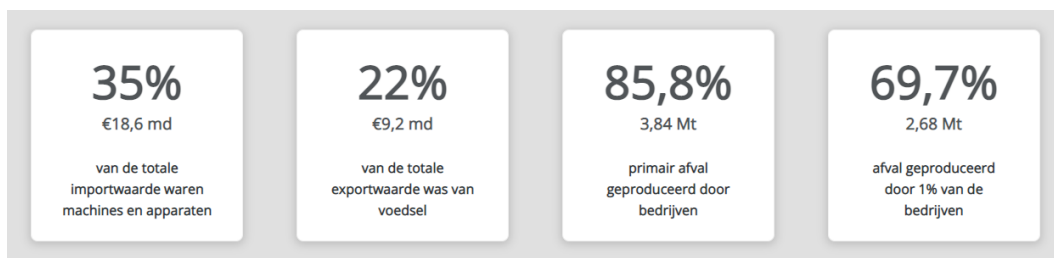 35%
€18,6 md
van de totale
importwaarde waren
machines en apparaten
22%
€9,2 md
van de totale
exportwaarde was van
voedsel
85,8%
3,84 Mt
primair afval
geproduceerd door
bedrijven
69,7%
2,68 Mt
afval geproduceerd
door 1% van de
bedrijven